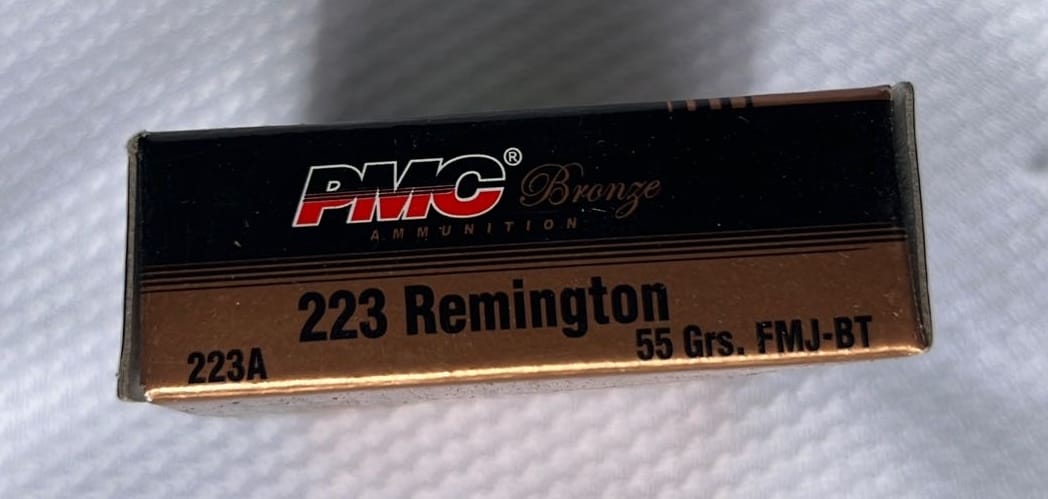 PMC® Bronze
AMMUNITION
223 Remington
223A
55 Grs. FMJ-BT